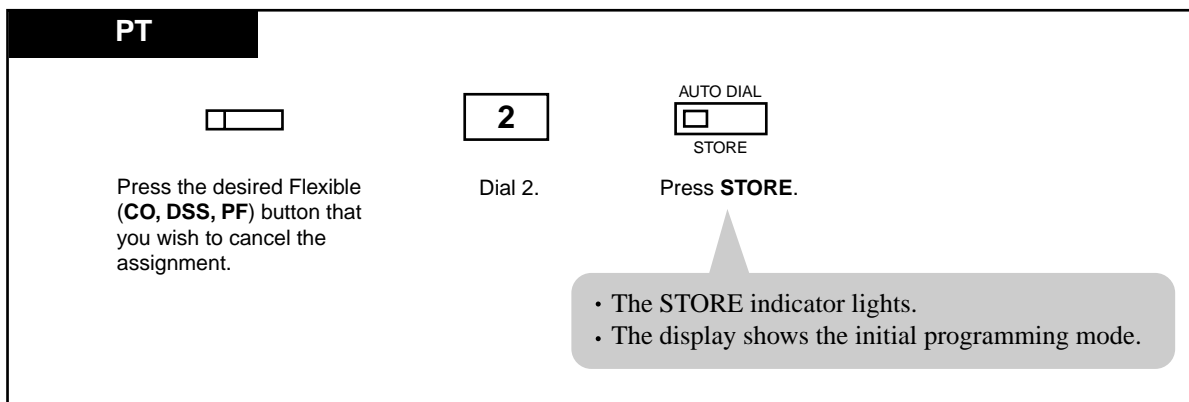 PT
Press the desired Flexible
(CO, DSS, PF) button that
you wish to cancel the
assignment.
2
Dial 2.
AUTO DIAL
STORE
Press STORE.
• The STORE indicator lights.
• The display shows the initial programming mode.